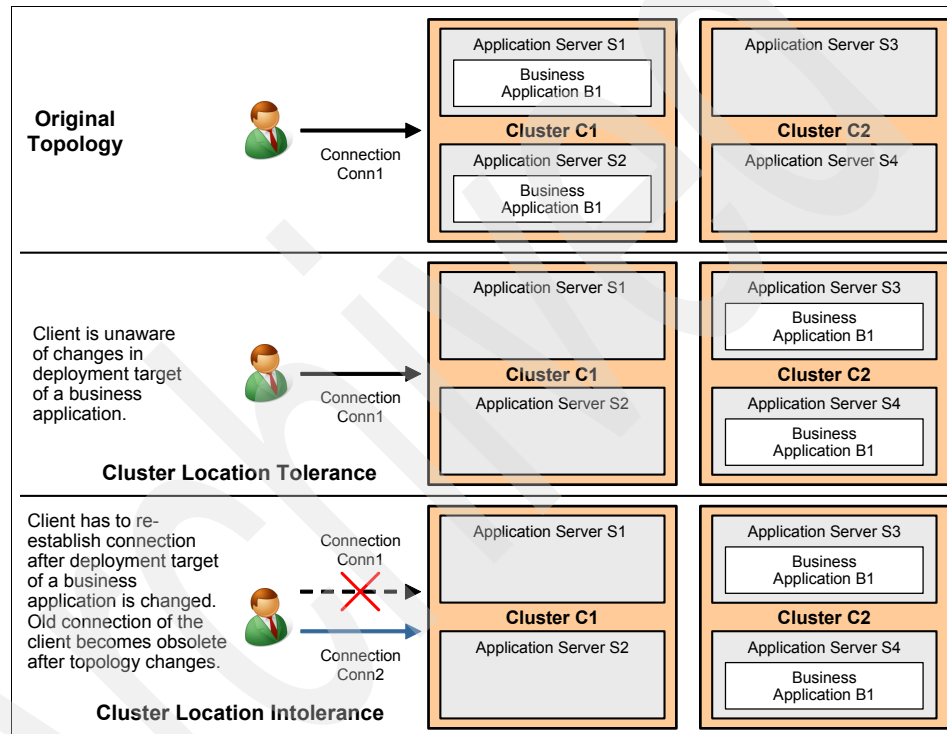 Original
Topology
Connection
Conn1
Application Server S1
Business
Application B1
Cluster C1
Application Server S2
Business
Application B1
Application Server S3
Cluster C2
Application Server S4
Client is unaware
of changes in
deployment target
of a business
application.
Connection
Conn1
Cluster Location Tolerance
Application Server S1
Cluster C1
Application Server S2
Application Server S3
Business
Application B1
Cluster C2
Application Server S4
Business
Application B1
Client has to re-
establish connection
after deployment target
of a business
application is changed.
Old connection of the
client becomes obsolete
after topology changes.
Connection
Conn1
Connection
Conn2
Cluster Location Intolerance
Application Server S1
Cluster C1
Application Server S2
Application Server S3
Business
Application B1
Cluster C2
Application Server S4
Business
Application B1
Archived